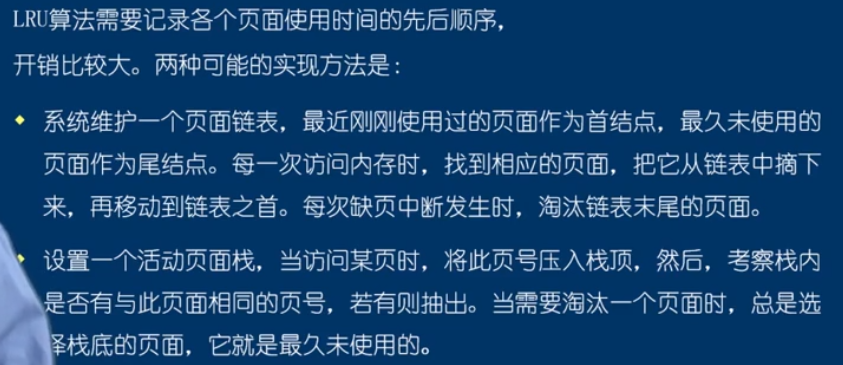 LRU算法需要记录各个页面使用时间的先后顺序，
开销比较大。两种可能的实现方法是：
系统维护一个页面链表，最近刚刚使用过的页面作为首结点，最久未使用的
页面作为尾结点。每一次访问内存时，找到相应的页面，把它从链表中摘下
来，再移动到链表之首。每次缺页中断发生时，淘汰链表末尾的页面。
设置一个活动页面栈，当访问某页时，将此页号压入栈顶，然后，考察栈内
是否有与此页面相同的页号，若有则抽出。当需要淘汰一个页面时，总是选
择栈底的页面，它就是最久未使用的。